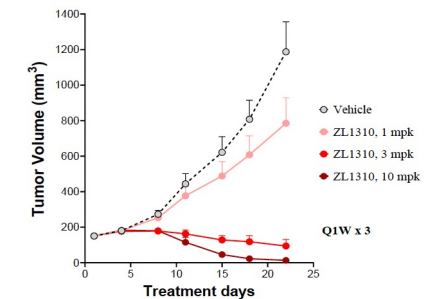 1400
1200
1000
800
600
400
200
0
0
5
10
15
20
25
Tumor Volume (mm³)
Treatment days
Vehicle
ZL1310, 1 mpk
ZL1310, 3 mpk
ZL1310, 10 mpk
Q1W x 3